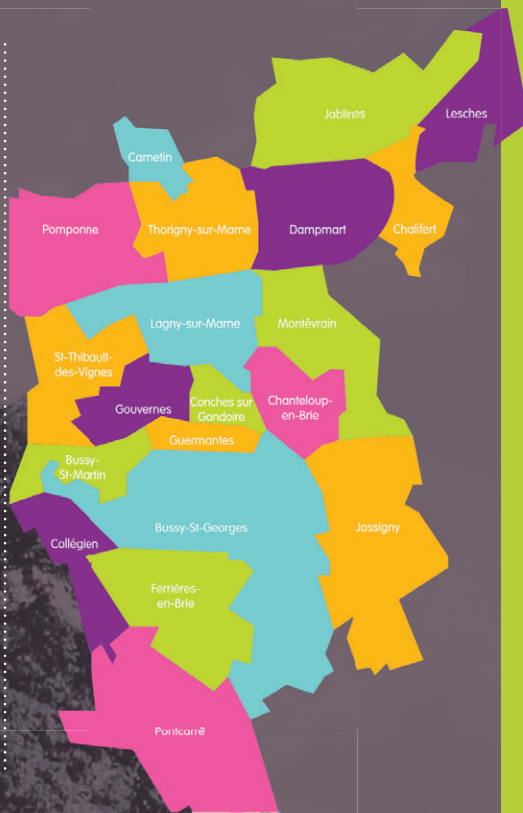 Jablines
Lesches
Carnetin
Pomponne
Thorigny-sur-Marne
Dampmart
Chalifert
Lagny-sur-Marne
Montévrain
St-Thibault-
des-Vignes
Gouvernes
Conches sur
Gondoire
Chanteloup-
en-Brie
Guermantes
Bussy-
St-Martin
Bussy-St-Georges
Jossigny
Collégien
Ferrières-
en-Brie
Pontcarré